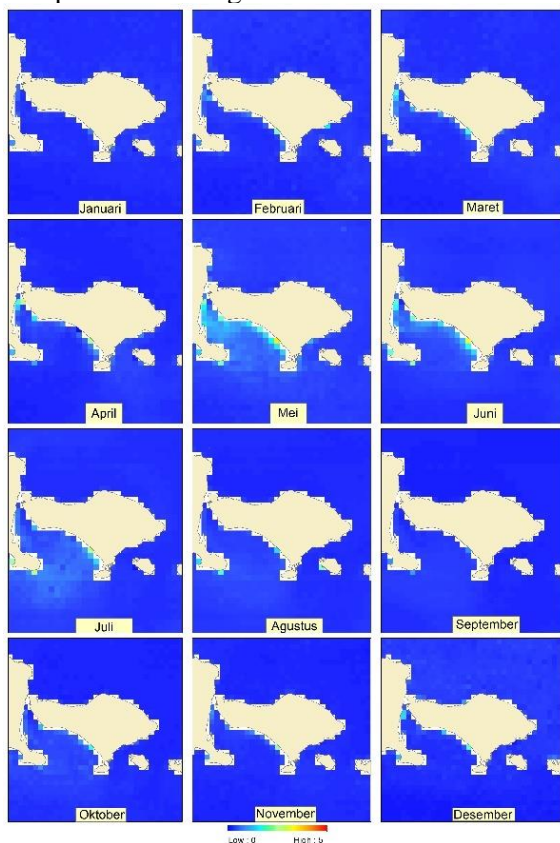 Januari
Februari
Maret
April
Mei
Juni
Juli
Agustus
September
Oktober
November
Desember
Low : 0
High : 5